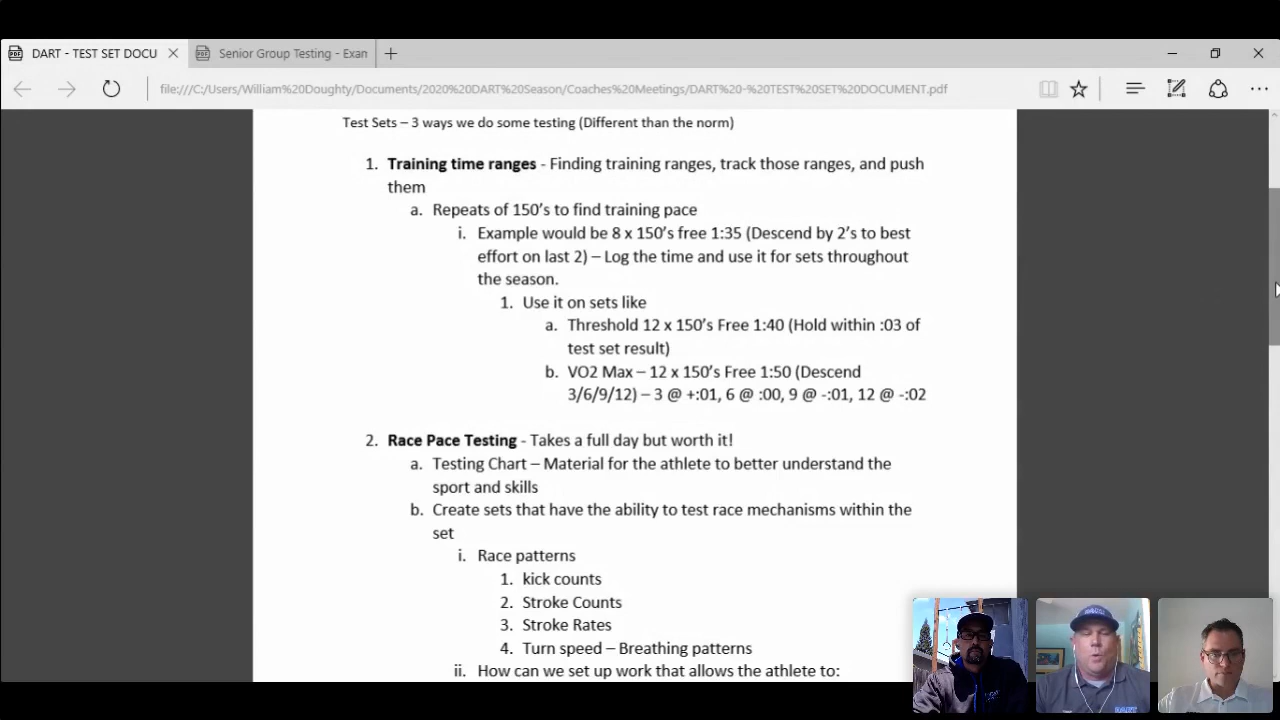 DART - TEST SET DOCU
Senior Group Testing - Exan
file:///C:/Users/William%20Doughty/Documents/2020%20DART%20Season/Coaches%20Meetings/DART%20-%20TEST%20SET%20DOCUMENT.pdf
Test Sets – 3 ways we do some testing (Different than the norm)
1. Training time ranges - Finding training ranges, track those ranges, and push
them
a. Repeats of 150's to find training pace
i. Example would be 8 x 150's free 1:35 (Descend by 2's to best
effort on last 2) – Log the time and use it for sets throughout
the season.
1. Use it on sets like
a. Threshold 12 x 150's Free 1:40 (Hold within :03 of
test set result)
b. VO2 Max – 12 x 150's Free 1:50 (Descend
3/6/9/12) – 3 @ +:01, 6 @ :00, 9 @ -:01, 12 @ -:02
2. Race Pace Testing - Takes a full day but worth it!
a. Testing Chart – Material for the athlete to better understand the
sport and skills
b. Create sets that have the ability to test race mechanisms within the
set
i. Race patterns
1. kick counts
2. Stroke Counts
3. Stroke Rates
4. Turn speed – Breathing patterns
ii. How can we set up work that allows the athlete to:
DART